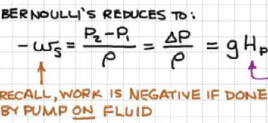 BERNOULLI'S REDUCES TO:
-ws = P2-P1/ρ = ΔP/ρ = gHP
RECALL, WORK IS NEGATIVE IF DONE
BY PUMP ON FLUID